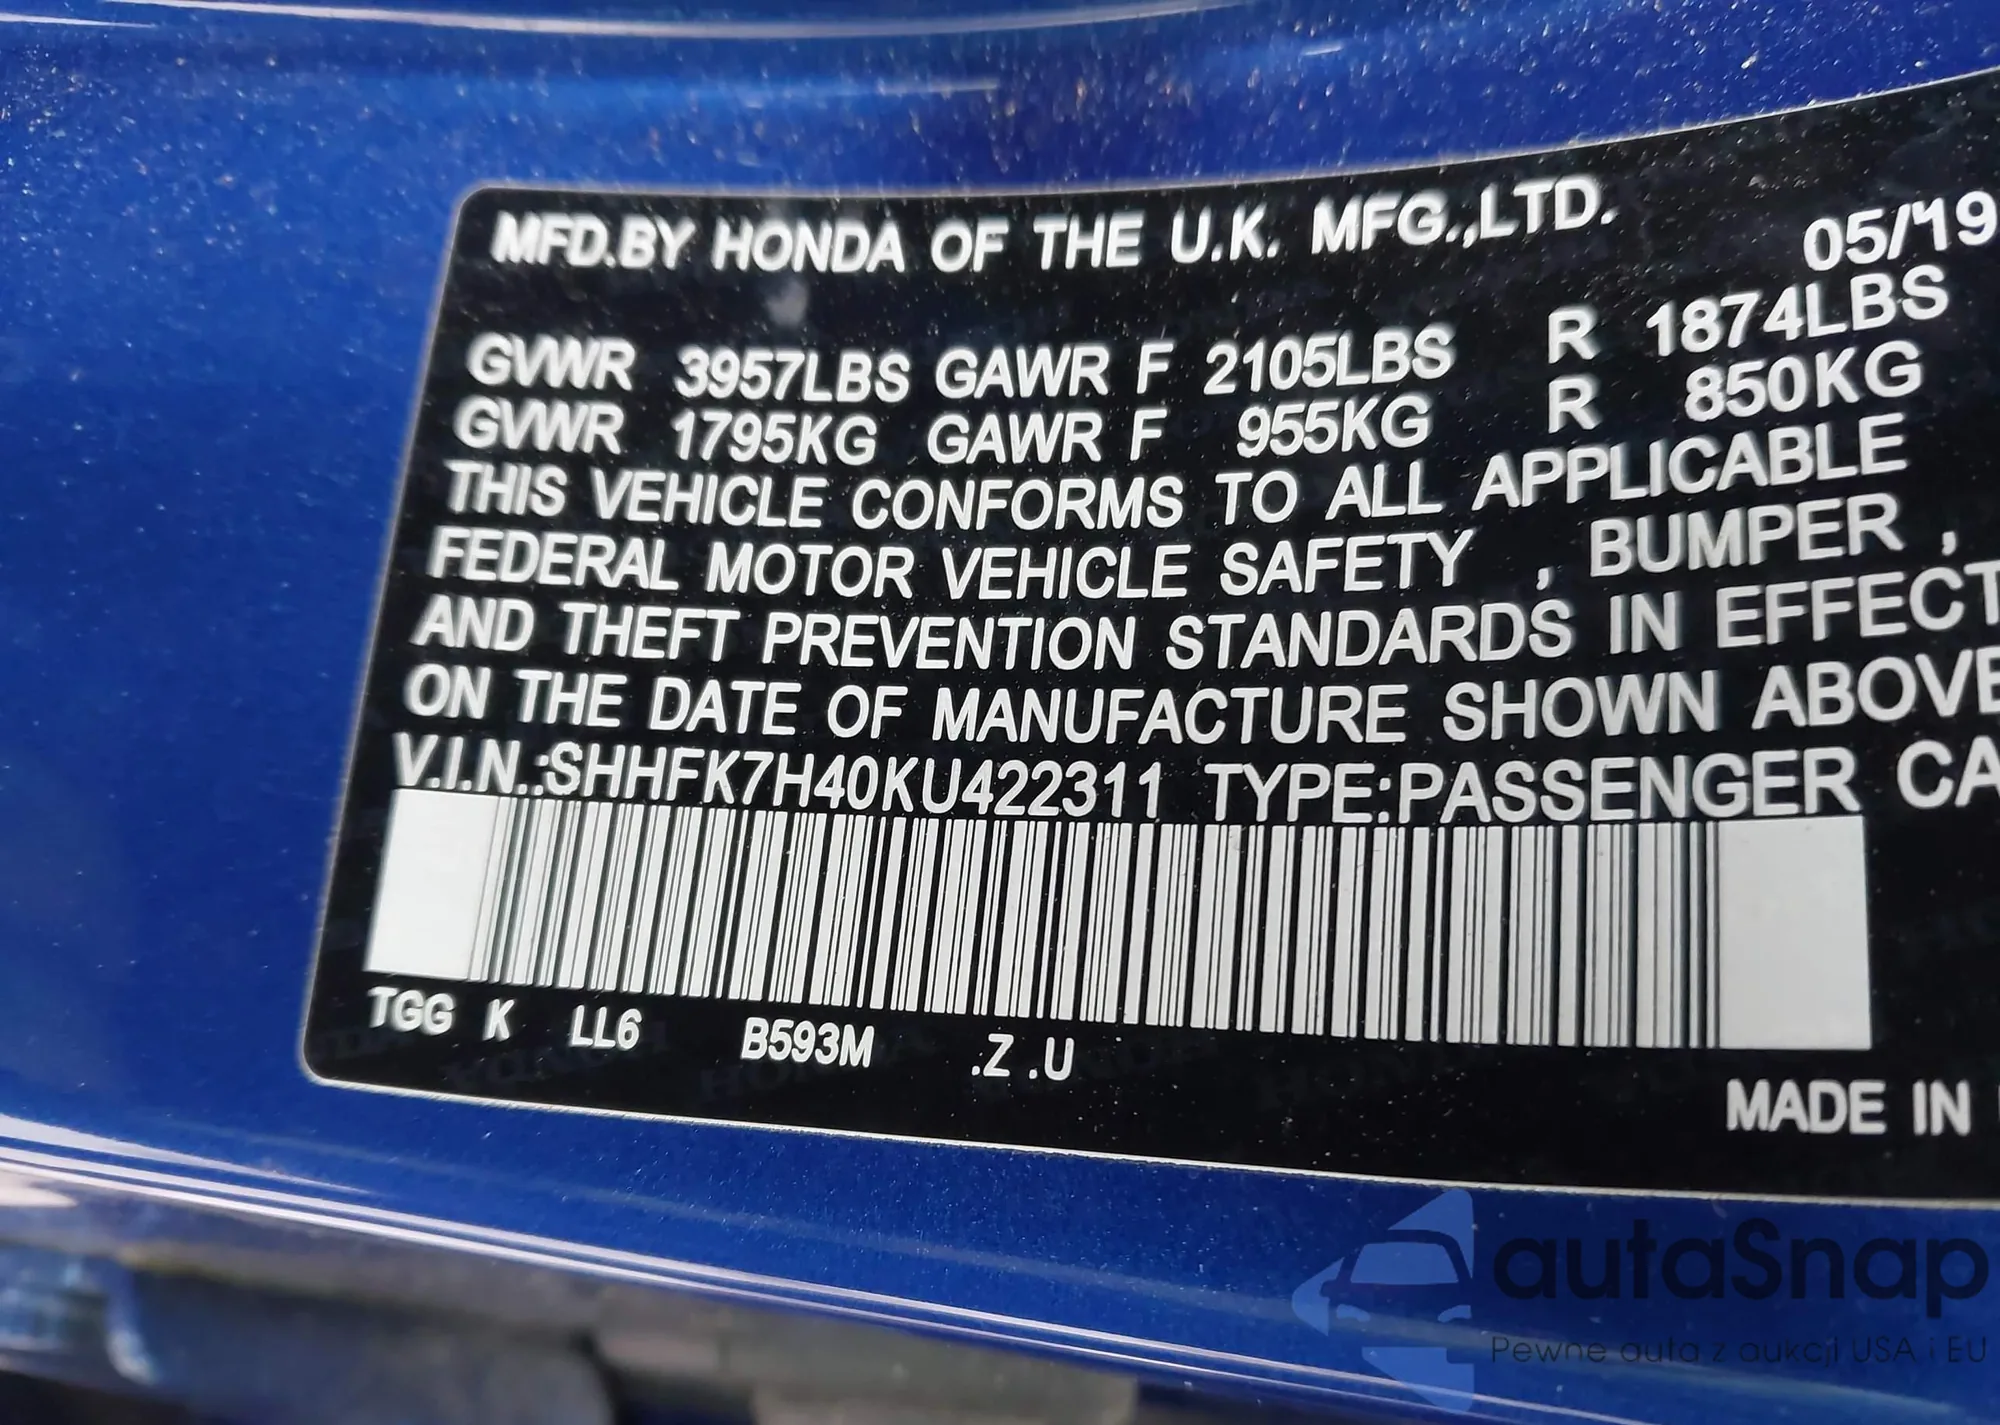 MFD.BY HONDA OF THE U.K. MFG.,LTD. 05/19
GVWR 3957LBS GAWR F 2105LBS R 1874LBS
GVWR 1795KG GAWR F 955KG R 850KG
THIS VEHICLE CONFORMS TO ALL APPLICABLE
FEDERAL MOTOR VEHICLE SAFETY , BUMPER ,
AND THEFT PREVENTION STANDARDS IN EFFECT
ON THE DATE OF MANUFACTURE SHOWN ABOVE
V.I.N.:SHHFK7H40KU422311 TYPE:PASSENGER CA
TGG K LL6 B593M .Z .U
MADE IN
autaSnap
Pewne auta z aukcji USA i EU